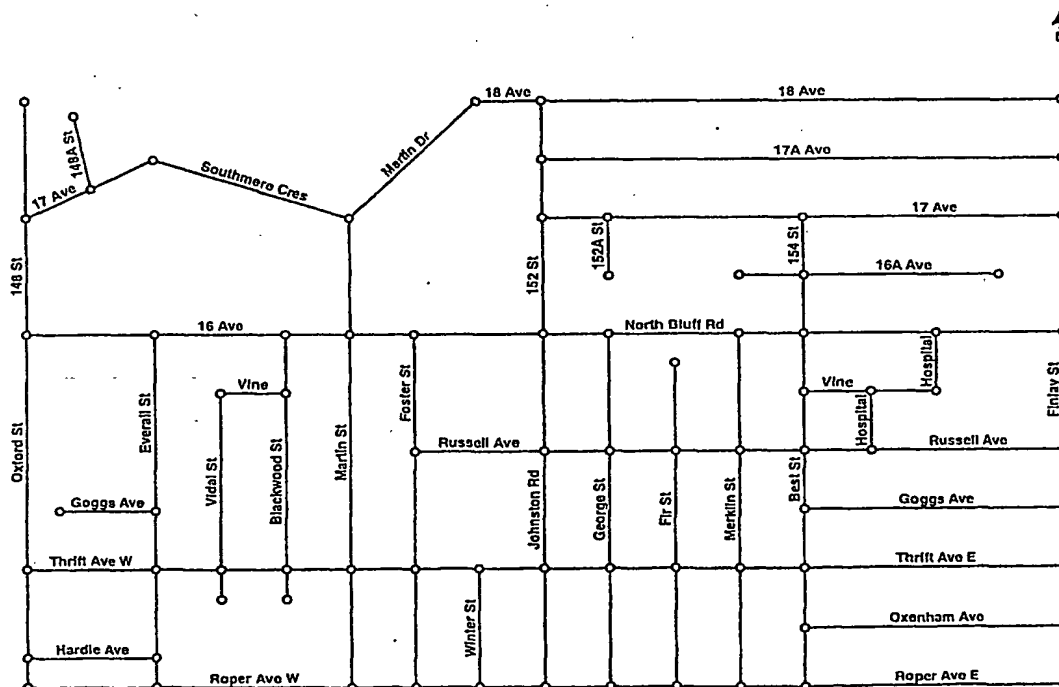 18 Ave
18 Ave
148A St
Martin Dr
17A Ave
17 Ave
Southmere Cres
17 Ave
148 St
152 St
152A St
154 St
16A Ave
16 Ave
North Bluff Rd
Oxford St
Everall St
Vine
Vidal St
Blackwood St
Martin St
Foster St
Russell Ave
Johnston Rd
George St
Fir St
Merklin St
Best St
Vine
Hospital
Hospital
Russell Ave
Finlay St
Goggs Ave
Goggs Ave
Thrift Ave W
Thrift Ave E
Winter St
Oxenham Ave
Hardie Ave
Roper Ave W
Roper Ave E